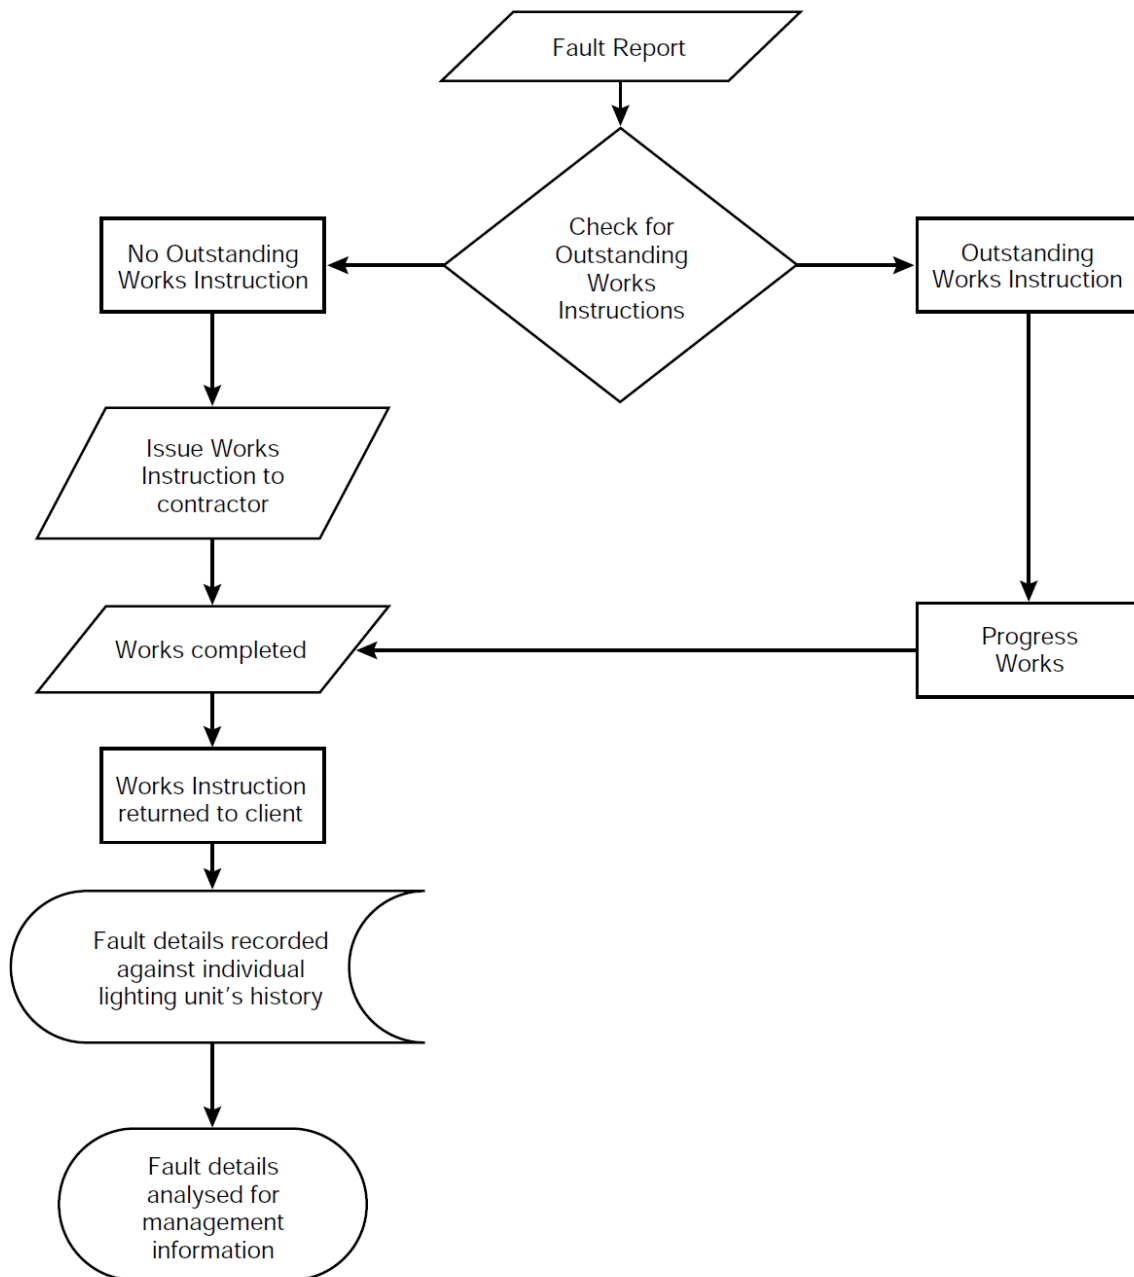 Fault Report
Check for
Outstanding
Works
Instructions
No Outstanding
Works Instruction
Outstanding
Works Instruction
Issue Works
Instruction to
contractor
Works completed
Progress
Works
Works Instruction
returned to client
Fault details recorded
against individual
lighting unit’s history
Fault details
analysed for
management
information